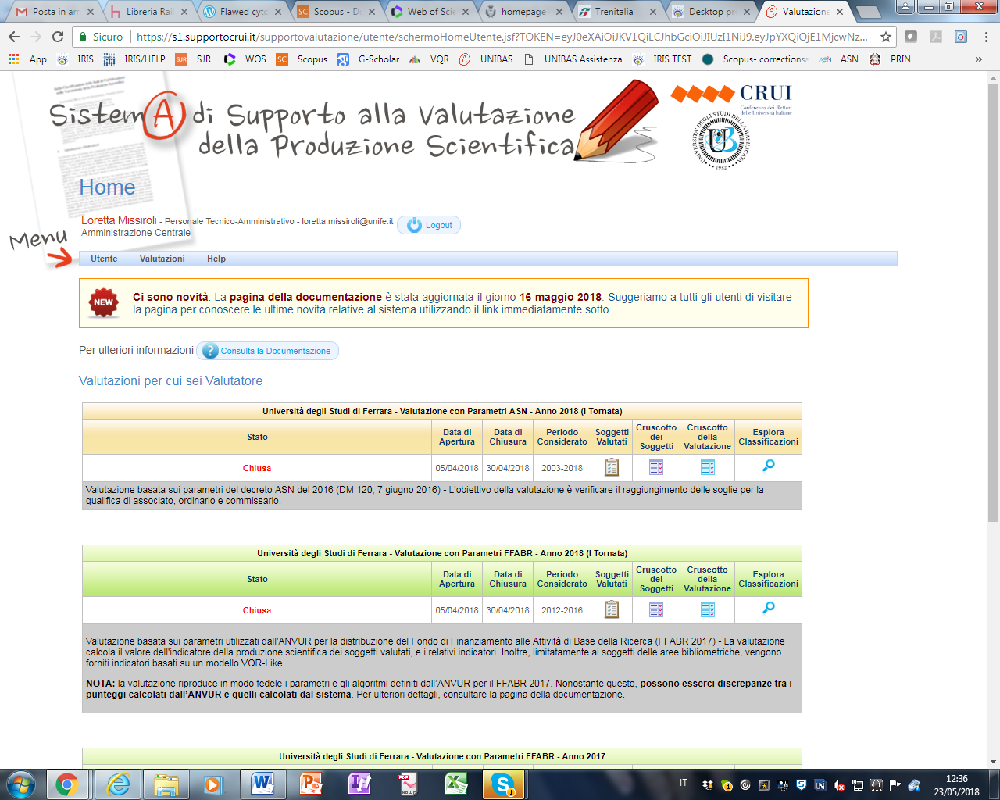 Posta in arr
Libreria Rai
Flawed cyto
Scopus - Do
Web of Scie
homepage
Trenitalia
Desktop pro
Valutazione
Sicuro https://s1.supportocrui.it/supportovalutazione/utente/schermoHomeUtente.jsf?TOKEN=eyJ0eXAiOiJKV1QiLCJhbGciOiJIUzI1NiJ9.eyJpYXQiOjE1MjcwNz...
App IRIS IRIS/HELP SJR SJR WOS SC Scopus G-Scholar VQR UNIBAS UNIBAS Assistenza IRIS TEST Scopus- corrections ASN PRIN »
SistemA di Supporto alla Valutazione
della Produzione Scientifica
CRUI
Conferenza dei Rettori
delle Università Italiane
UNIVERSITÀ DEGLI STUDI DELLA BASILICATA
1982
Home
Loretta Missiroli - Personale Tecnico-Amministrativo - loretta.missiroli@unife.it Logout
Amministrazione Centrale
Menu
Utente Valutazioni Help
NEW
Ci sono novità: La pagina della documentazione è stata aggiornata il giorno 16 maggio 2018. Suggeriamo a tutti gli utenti di visitare
la pagina per conoscere le ultime novità relative al sistema utilizzando il link immediatamente sotto.
Per ulteriori informazioni ? Consulta la Documentazione
Valutazioni per cui sei Valutatore
Università degli Studi di Ferrara - Valutazione con Parametri ASN - Anno 2018 (I Tornata)
Stato
Data di Apertura
Data di Chiusura
Periodo Considerato
Soggetti Valutati
Cruscotto dei Soggetti
Cruscotto della Valutazione
Esplora Classificazioni
Chiusa 05/04/2018 30/04/2018 2003-2018
Valutazione basata sui parametri del decreto ASN del 2016 (DM 120, 7 giugno 2016) - L'obiettivo della valutazione è verificare il raggiungimento delle soglie per la
qualifica di associato, ordinario e commissario.
Università degli Studi di Ferrara - Valutazione con Parametri FFABR - Anno 2018 (I Tornata)
Stato
Data di Apertura
Data di Chiusura
Periodo Considerato
Soggetti Valutati
Cruscotto dei Soggetti
Cruscotto della Valutazione
Esplora Classificazioni
Chiusa 05/04/2018 30/04/2018 2012-2016
Valutazione basata sui parametri utilizzati dall'ANVUR per la distribuzione del Fondo di Finanziamento alle Attività di Base della Ricerca (FFABR 2017) - La valutazione
calcola il valore dell'indicatore della produzione scientifica dei soggetti valutati, e i relativi indicatori. Inoltre, limitatamente ai soggetti delle aree bibliometriche, vengono
forniti indicatori basati su un modello VQR-Like.
NOTA: la valutazione riproduce in modo fedele i parametri e gli algoritmi definiti dall'ANVUR per il FFABR 2017. Nonostante questo, possono esserci discrepanze tra i
punteggi calcolati dall'ANVUR e quelli calcolati dal sistema. Per ulteriori dettagli, consultare la pagina della documentazione.
Università degli Studi di Ferrara - Valutazione con Parametri FFABR - Anno 2017
IT
12:36
23/05/2018